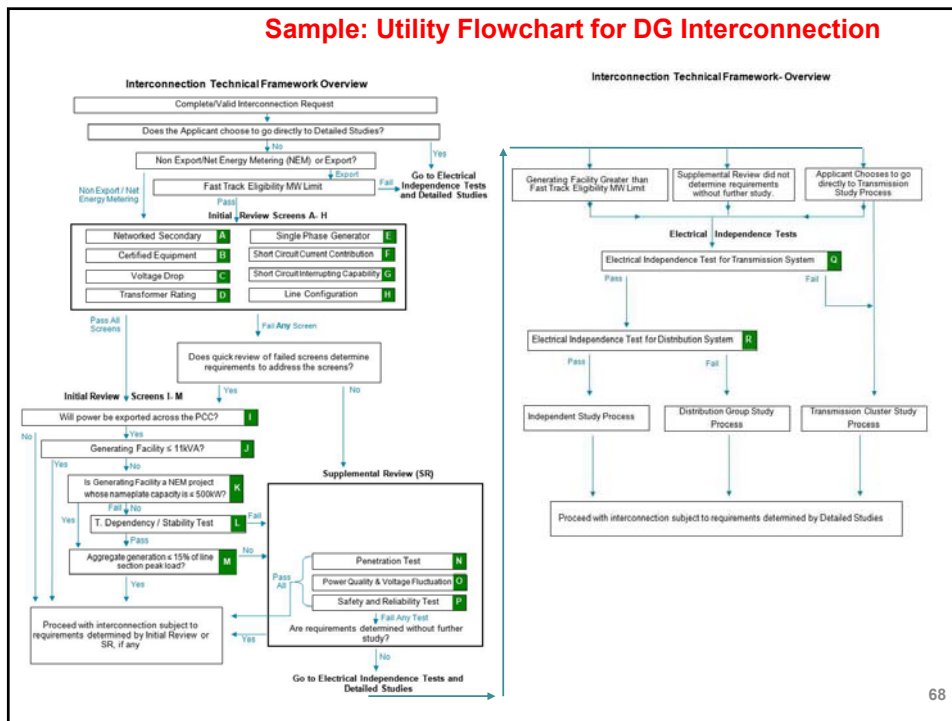 Sample: Utility Flowchart for DG Interconnection
Interconnection Technical Framework Overview
Complete/Valid Interconnection Request
Does the Applicant choose to go directly to Detailed Studies?
No
Yes
Non Export/Net Energy Metering (NEM) or Export?
Export
Fast Track Eligibility MW Limit
Fail
Go to Electrical
Independence Tests
and Detailed Studies
Non Export / Net
Energy Metering
Pass
Initial Review Screens A- H
Networked Secondary A
Single Phase Generator E
Certified Equipment B
Short Circuit Current Contribution F
Voltage Drop C
Short Circuit Interrupting Capability G
Transformer Rating D
Line Configuration H
Pass All
Screens
Fail Any Screen
Does quick review of failed screens determine
requirements to address the screens?
Yes
No
Initial Review Screens I- M
Will power be exported across the PCC? I
No
Yes
Generating Facility ≤ 11kVA? J
Yes
No
Is Generating Facility a NEM project
whose nameplate capacity is ≤ 500kW? K
Fail
No
Yes
T. Dependency / Stability Test L
Fail
Pass
Aggregate generation ≤ 15% of line
section peak load? M
No
Yes
Proceed with interconnection subject to
requirements determined by Initial Review or
SR, if any
Supplemental Review (SR)
Penetration Test N
Power Quality & Voltage Fluctuation O
Safety and Reliability Test P
Pass
All
Fail Any Test
Are requirements determined without further
study?
Yes
No
Go to Electrical Independence Tests and
Detailed Studies
Interconnection Technical Framework- Overview
Generating Facility Greater than
Fast Track Eligibility MW Limit
Supplemental Review did not
determine requirements
without further study.
Applicant Chooses to go
directly to Transmission
Study Process
Electrical Independence Tests
Electrical Independence Test for Transmission System Q
Pass
Fail
Electrical Independence Test for Distribution System R
Pass
Fail
Independent Study Process
Distribution Group Study
Process
Transmission Cluster Study
Process
Proceed with interconnection subject to requirements determined by Detailed Studies
68